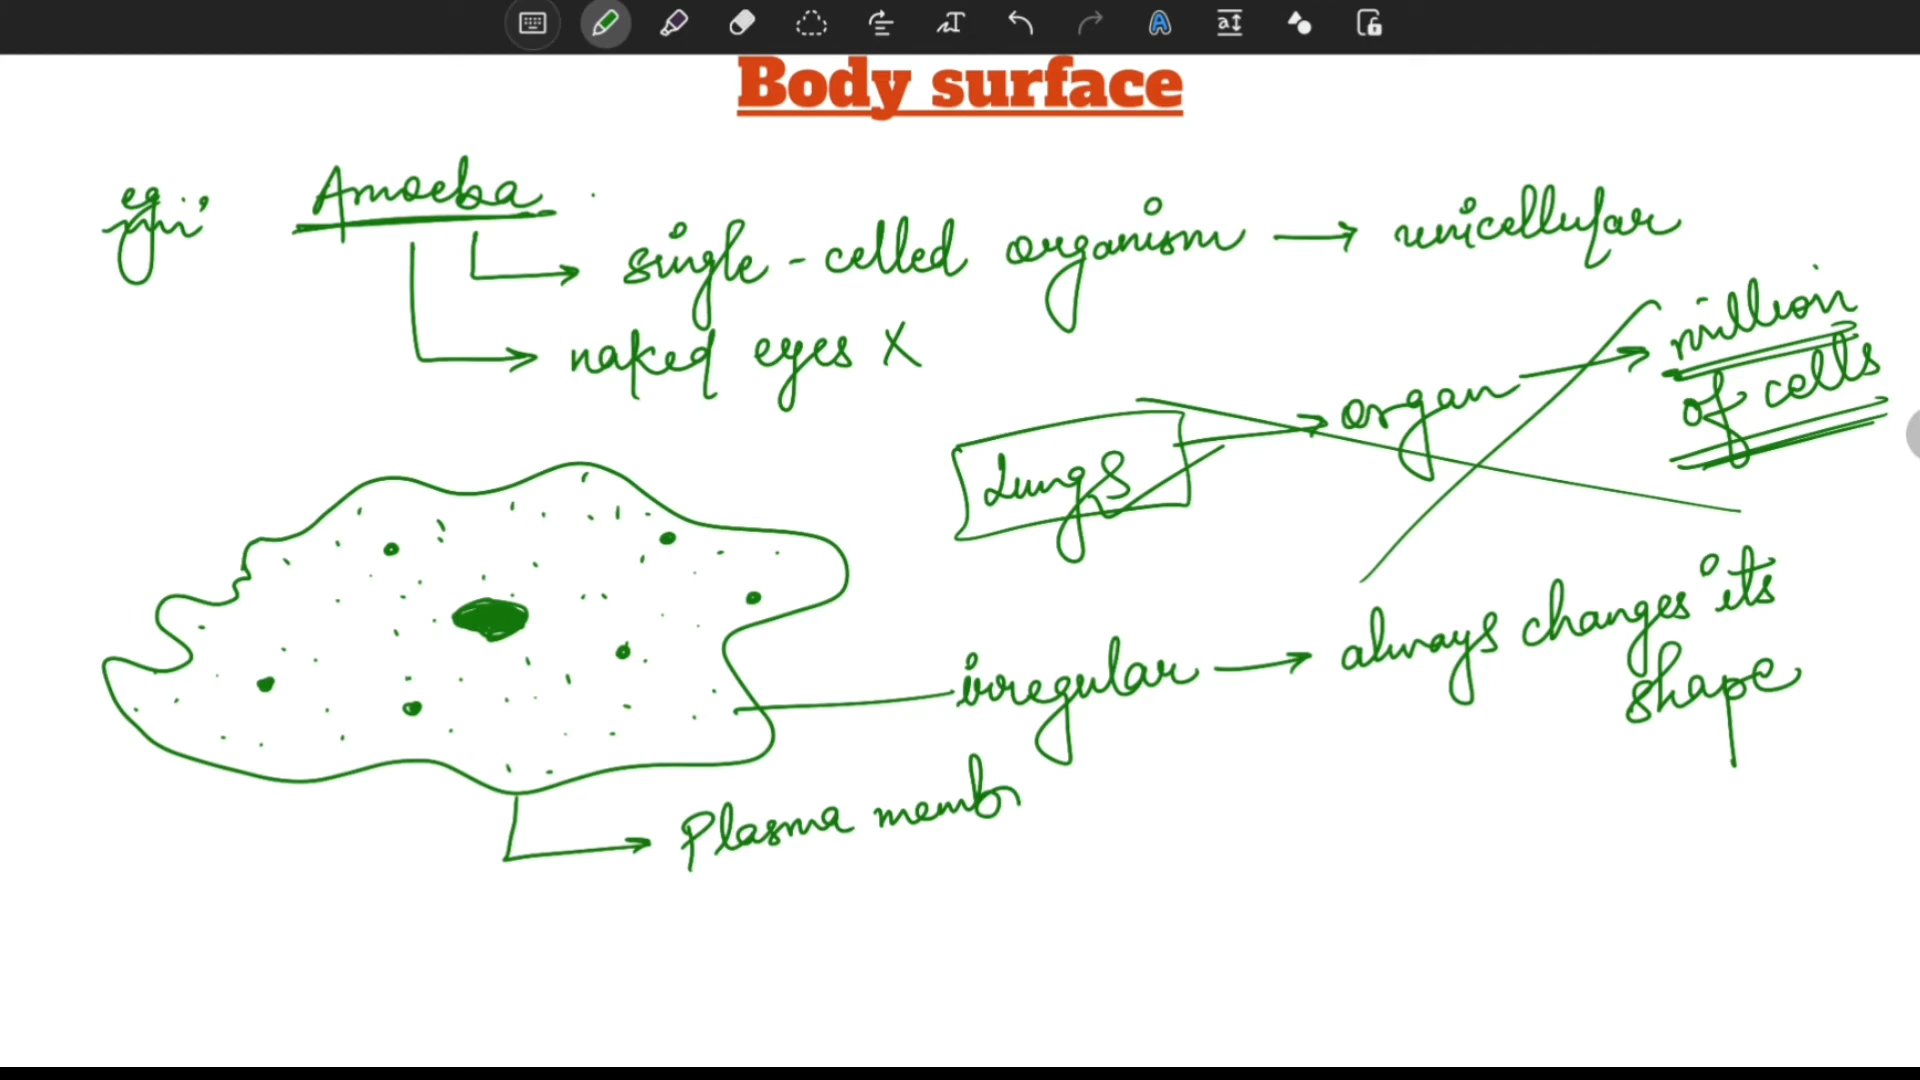 Body surface
eg:
Amoeba
single-celled organism → unicellular
naked eyes X
Lungs → organ → million
of cells
irregular → always changes its
shape
Plasma memb